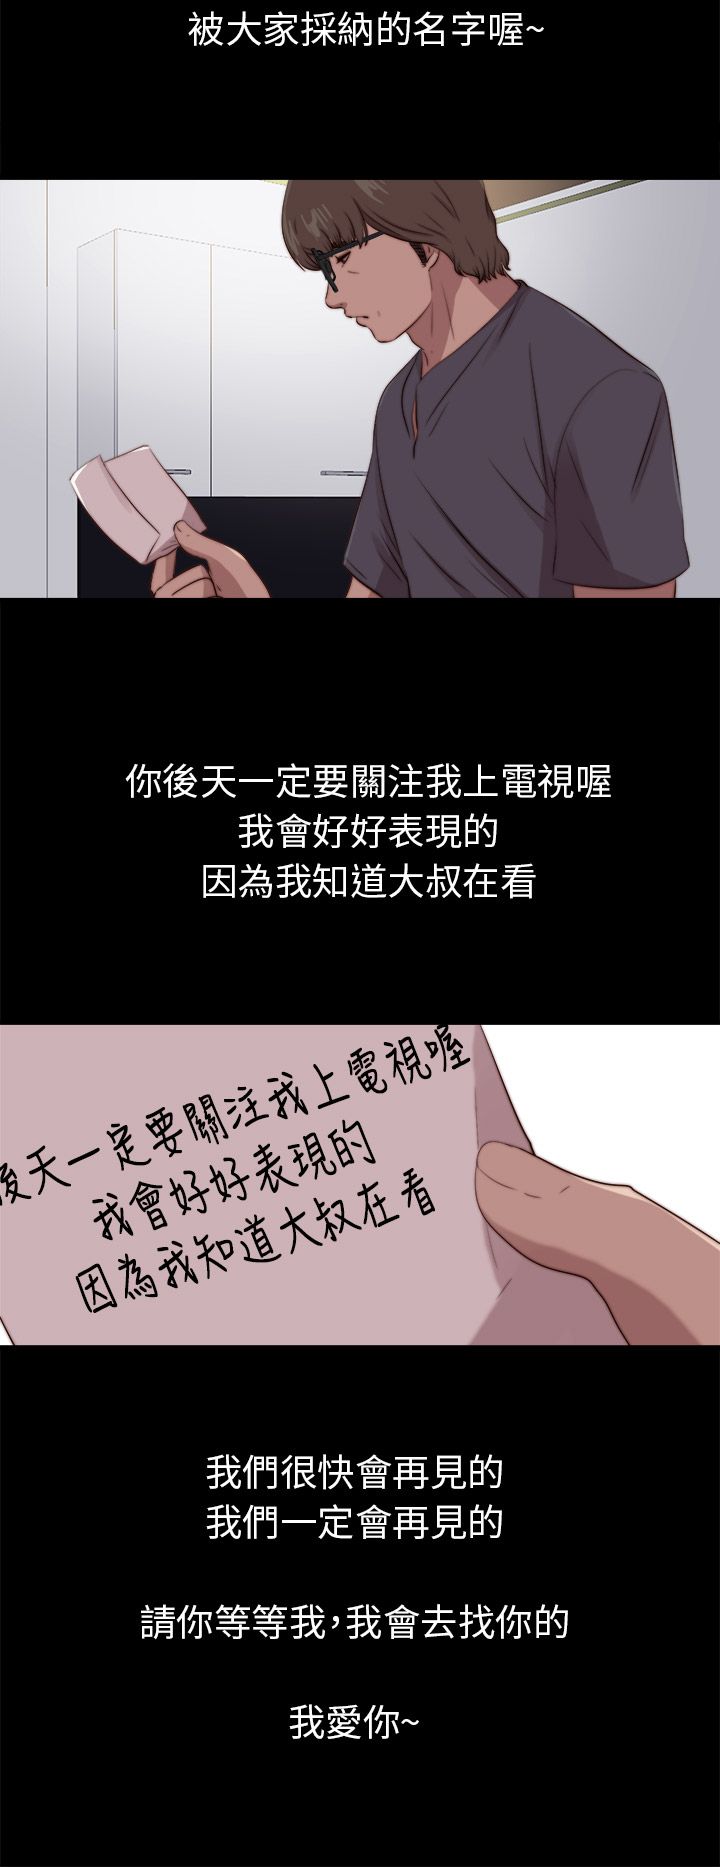 被大家採納的名字喔~
你後天一定要關注我上電視喔
我會好好表現的
因為我知道大叔在看
後天一定要關注我上電視喔
我會好好表現的
因為我知道大叔在看
我們很快會再見的
我們一定會再見的
請你等等我,我會去找你的
我愛你~